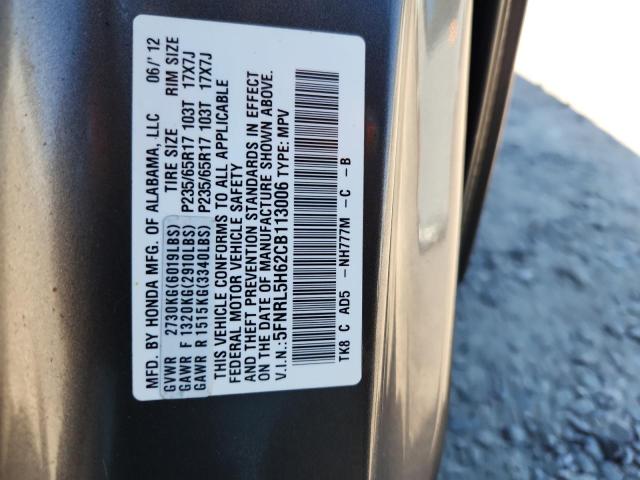 MFD. BY HONDA MFG. OF ALABAMA, LLC 06/'12
TIRE SIZE RIM SIZE
GVWR 2730KG(6019LBS)
GAWR F 1320KG(2910LBS) P235/65R17 103T 17X7J
GAWR R 1515KG(3340LBS) P235/65R17 103T 17X7J
THIS VEHICLE CONFORMS TO ALL APPLICABLE
FEDERAL MOTOR VEHICLE SAFETY
AND THEFT PREVENTION STANDARDS IN EFFECT
ON THE DATE OF MANUFACTURE SHOWN ABOVE.
V.I.N.:5FNRL5H62CB113006 TYPE: MPV
TK8 C AD5 -NH777M -C -B